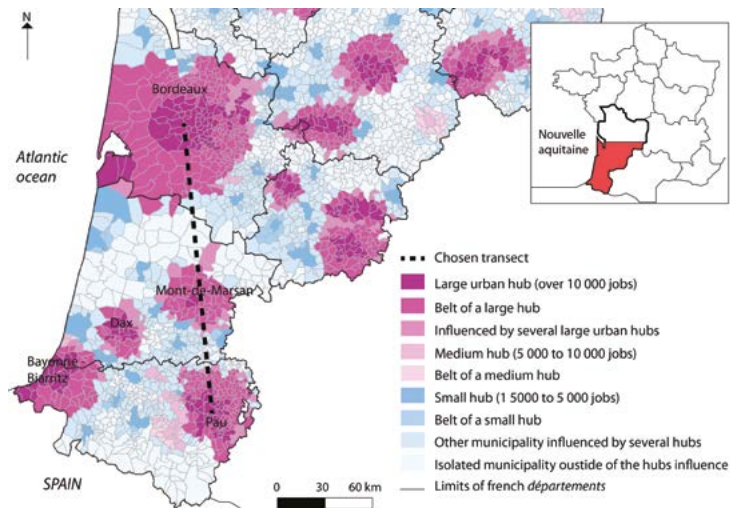 N
Bordeaux
Atlantic
ocean
Nouvelle
aquitaine
Mont-de-Marsan
Dax
Bayonne -
Biarritz
Pau
SPAIN
0 30 60 km
Chosen transect
Large urban hub (over 10 000 jobs)
Belt of a large hub
Influenced by several large urban hubs
Medium hub (5 000 to 10 000 jobs)
Belt of a medium hub
Small hub (1 5000 to 5 000 jobs)
Belt of a small hub
Other municipality influenced by several hubs
Isolated municipality oustide of the hubs influence
Limits of french départements